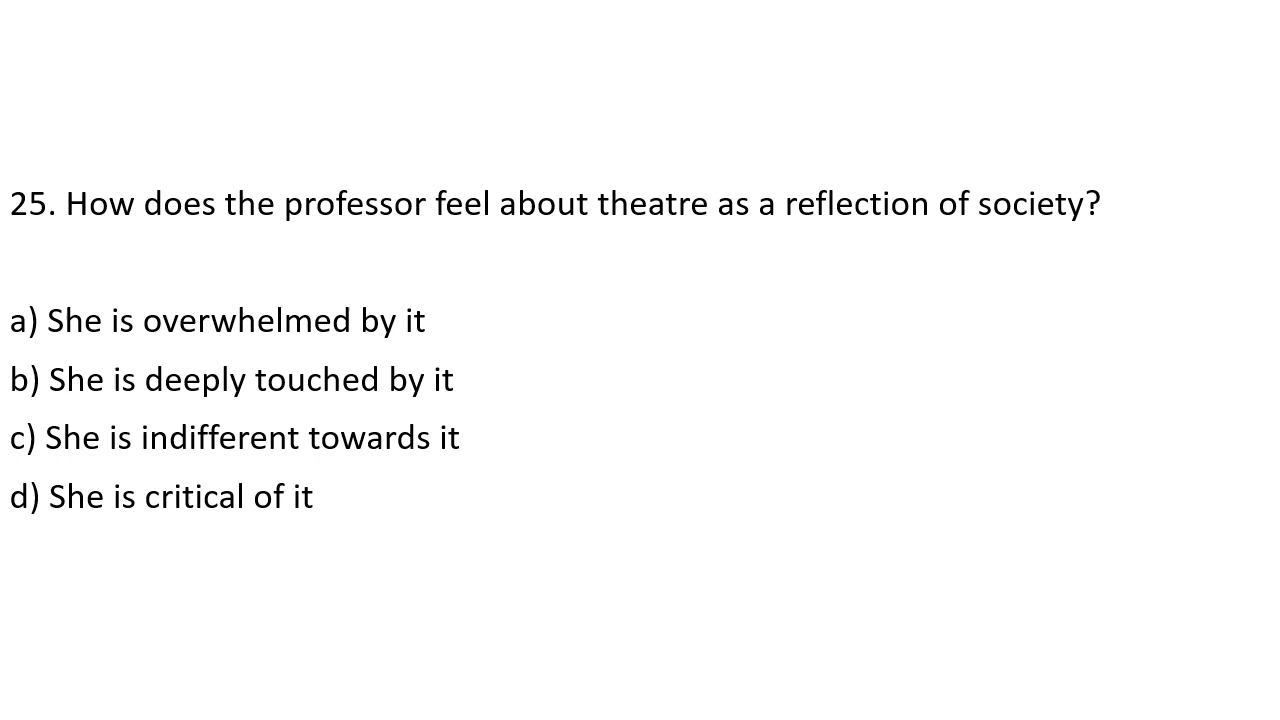 25. How does the professor feel about theatre as a reflection of society?
a) She is overwhelmed by it
b) She is deeply touched by it
c) She is indifferent towards it
d) She is critical of it